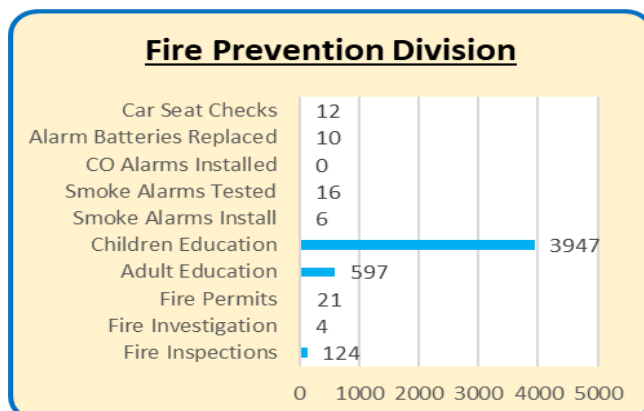 Fire Prevention Division
Car Seat Checks 12
Alarm Batteries Replaced 10
CO Alarms Installed 0
Smoke Alarms Tested 16
Smoke Alarms Install 6
Children Education 3947
Adult Education 597
Fire Permits 21
Fire Investigation 4
Fire Inspections 124
0 1000 2000 3000 4000 5000